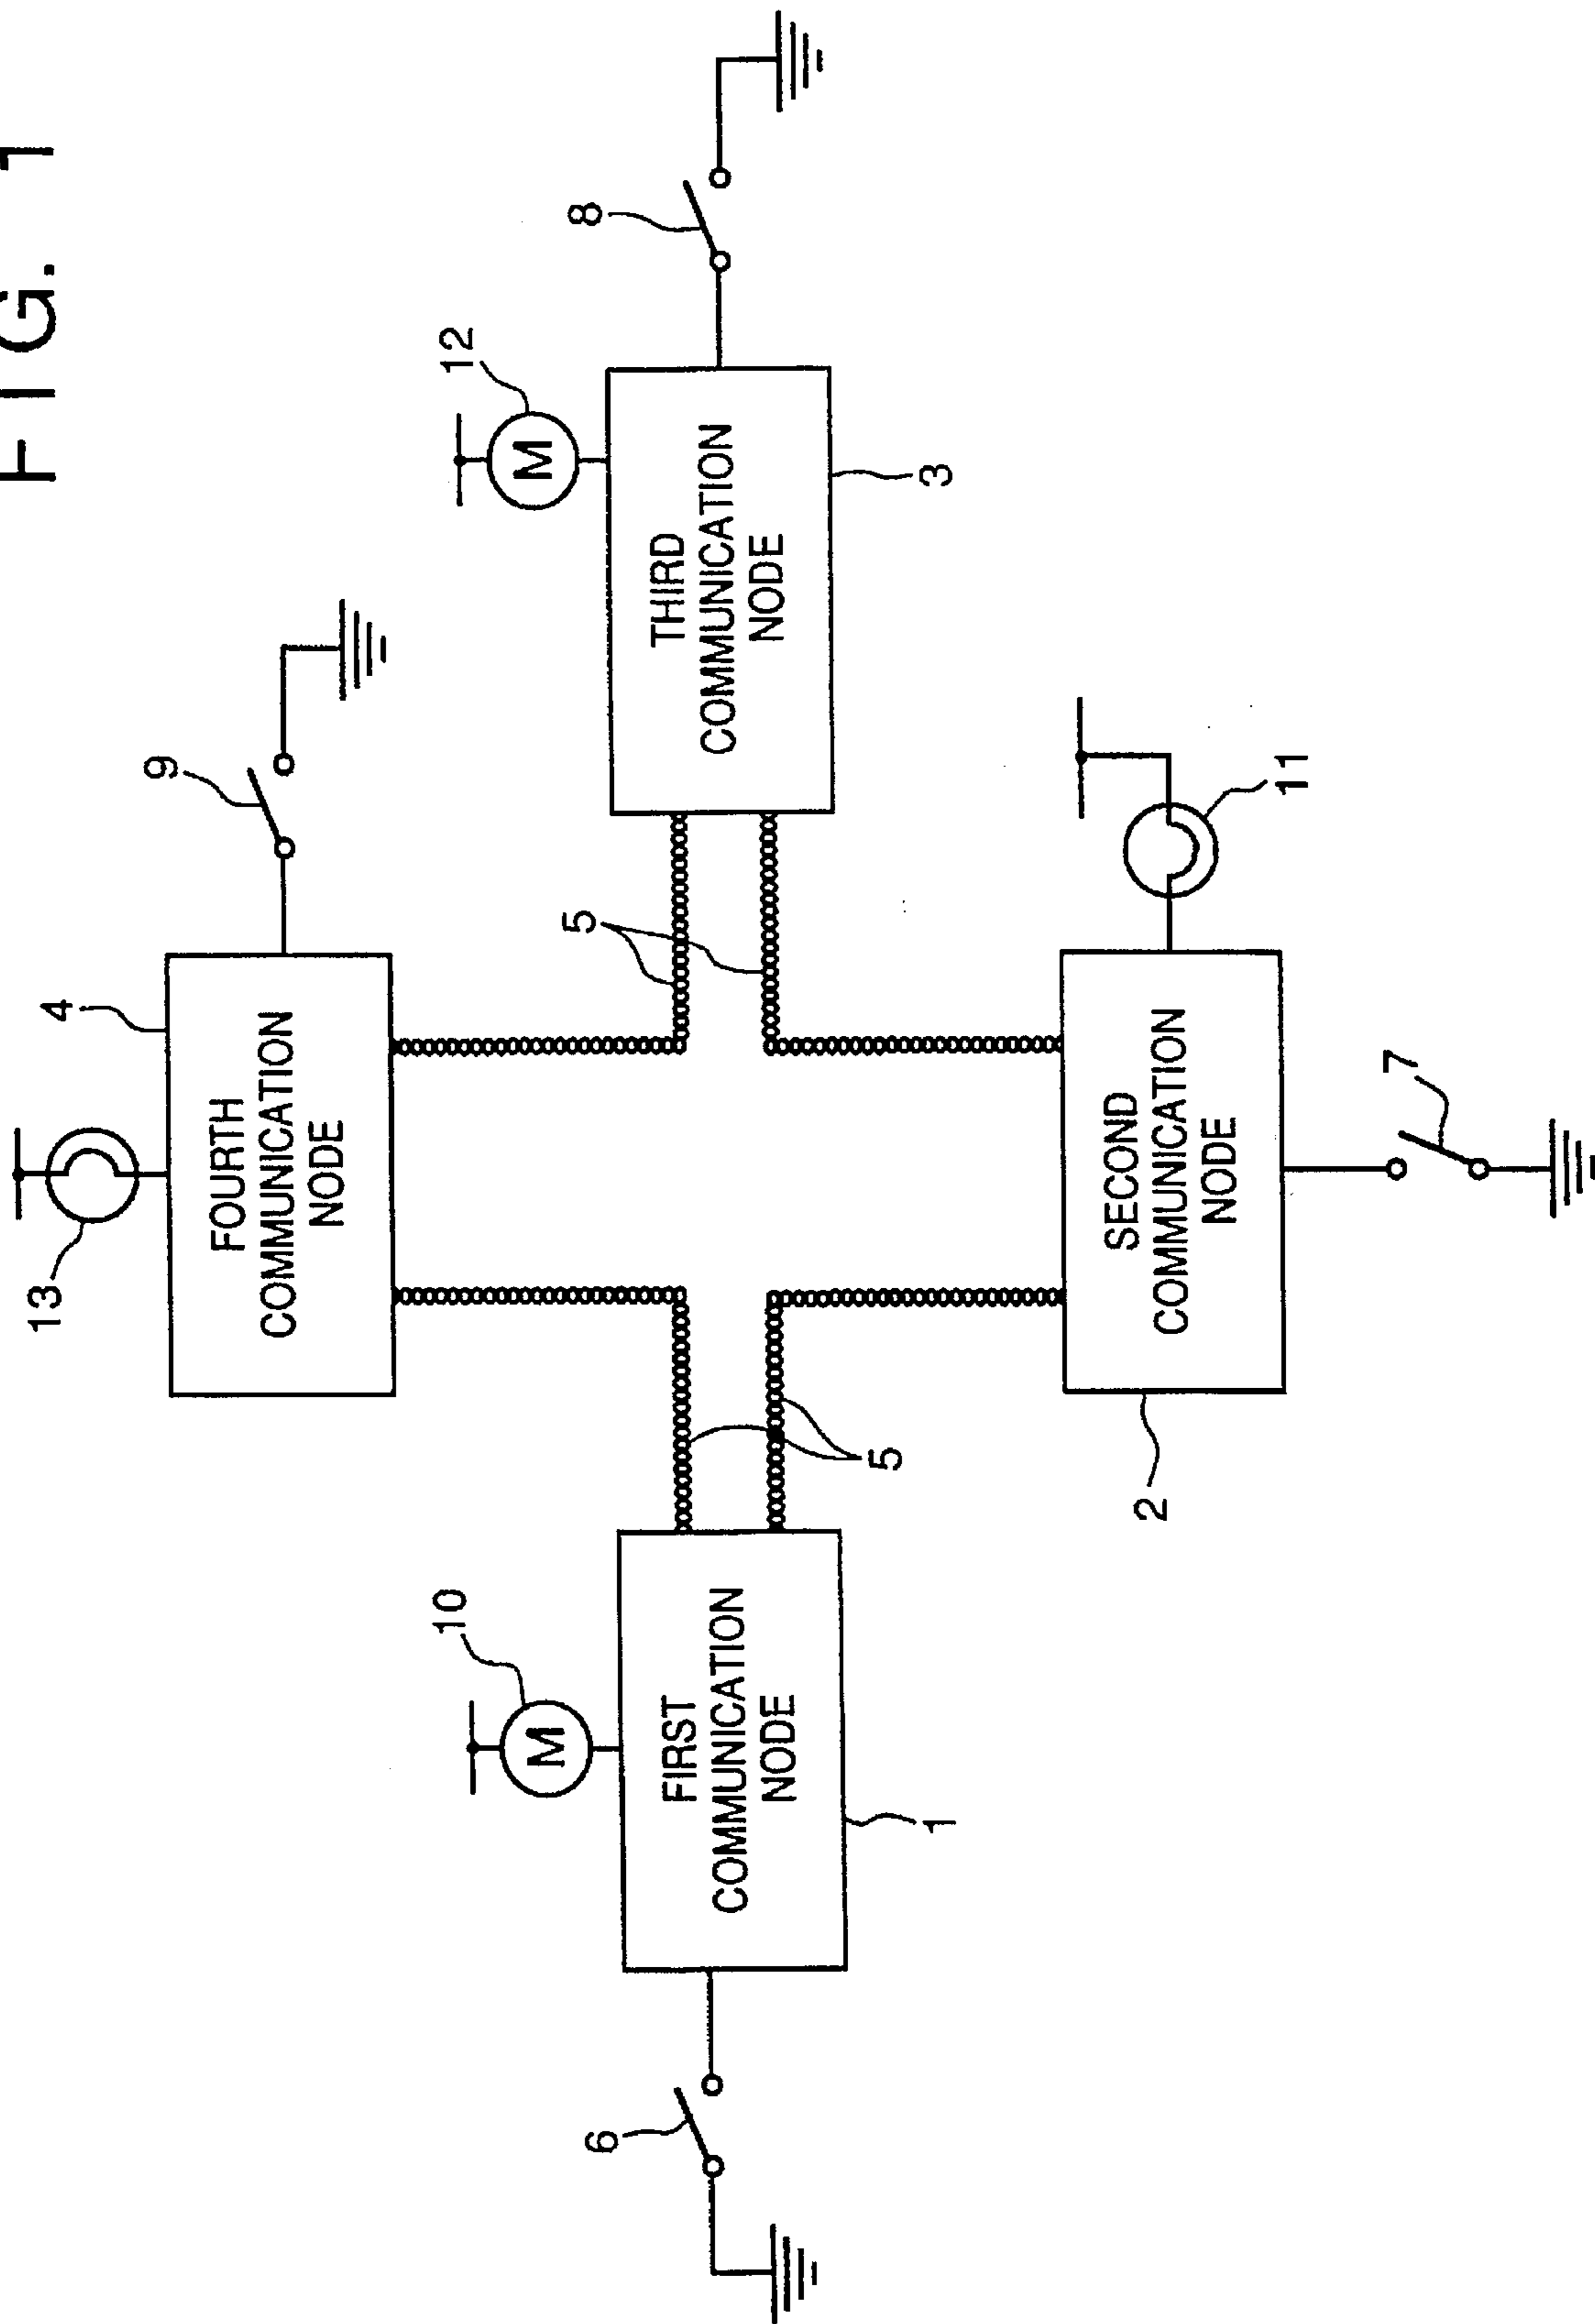 FIG. 1
13
4
FOURTH
COMMUNICATION
NODE
9
10
M
12
M
6
FIRST
COMMUNICATION
NODE
1
5
5
THIRD
COMMUNICATION
NODE
3
8
2
SECOND
COMMUNICATION
NODE
11
7